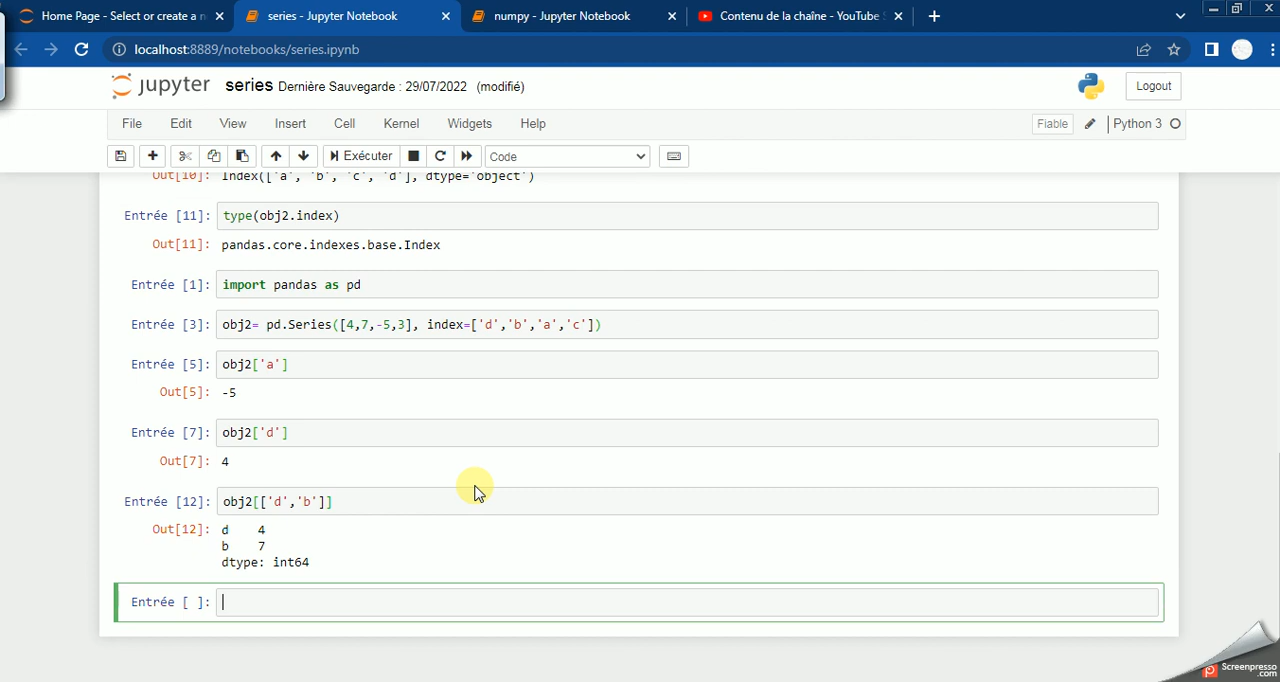 Home Page - Select or create a n
series - Jupyter Notebook
numpy - Jupyter Notebook
Contenu de la chaîne - YouTube S
localhost:8889/notebooks/series.ipynb
jupyter series Dernière Sauvegarde : 29/07/2022 (modifié)
Logout
File Edit View Insert Cell Kernel Widgets Help
Fiable Python 3
Exécuter Code
Out[10]: Index(['a', 'b', 'c', 'd'], dtype='object')
Entrée [11]: type(obj2.index)
Out[11]: pandas.core.indexes.base.Index
Entrée [1]: import pandas as pd
Entrée [3]: obj2= pd.Series([4,7,-5,3], index=['d','b','a','c'])
Entrée [5]: obj2['a']
Out[5]: -5
Entrée [7]: obj2['d']
Out[7]: 4
Entrée [12]: obj2[['d','b']]
Out[12]: d 4
b 7
dtype: int64
Entrée [ ]:
Screenpresso
.com